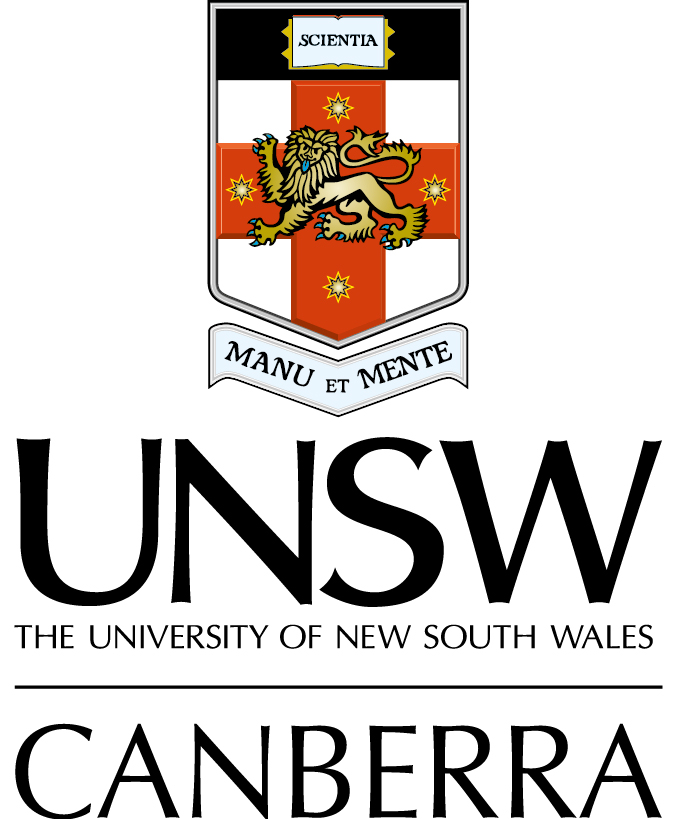 SCIENTIA
MANU ET MENTE
UNSW
THE UNIVERSITY OF NEW SOUTH WALES
CANBERRA